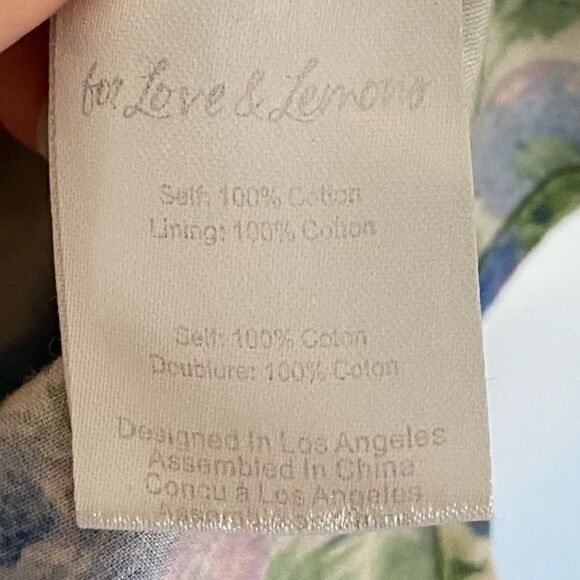 for Love & Lemons
Self: 100% Cotton
Lining: 100% Cotton
Self: 100% Coton
Doublure: 100% Coton
Designed In Los Angeles
Assembled In China
Concu à Los Angeles